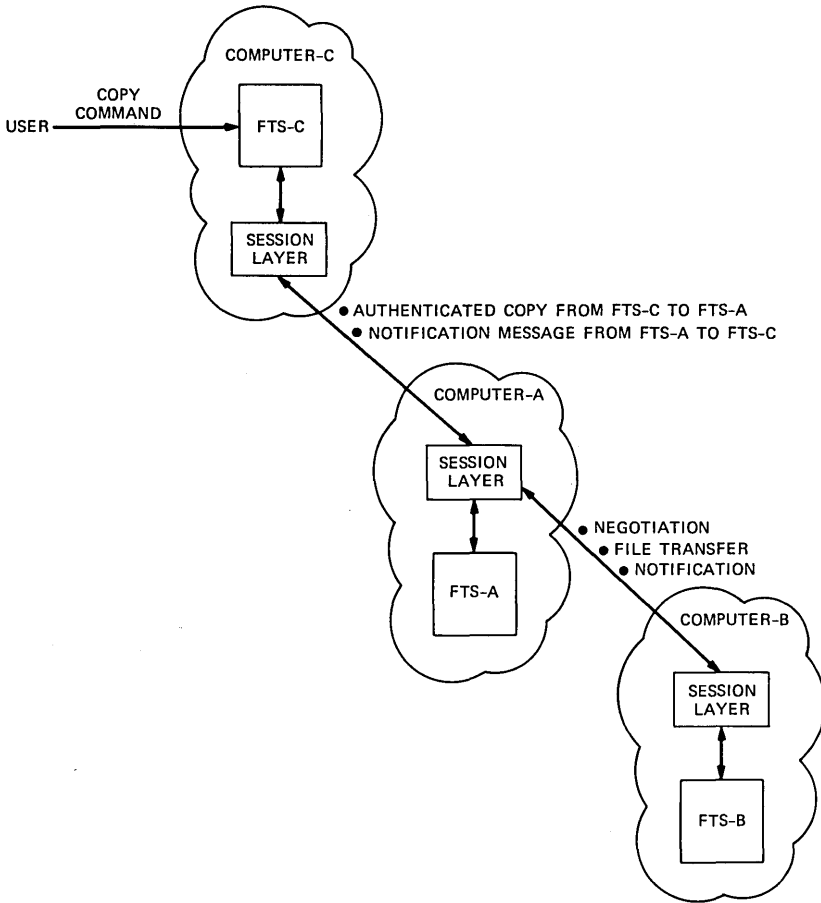 COMPUTER-C
COPY
COMMAND
USER
FTS-C
SESSION
LAYER
● AUTHENTICATED COPY FROM FTS-C TO FTS-A
● NOTIFICATION MESSAGE FROM FTS-A TO FTS-C
COMPUTER-A
SESSION
LAYER
● NEGOTIATION
● FILE TRANSFER
● NOTIFICATION
FTS-A
COMPUTER-B
SESSION
LAYER
FTS-B